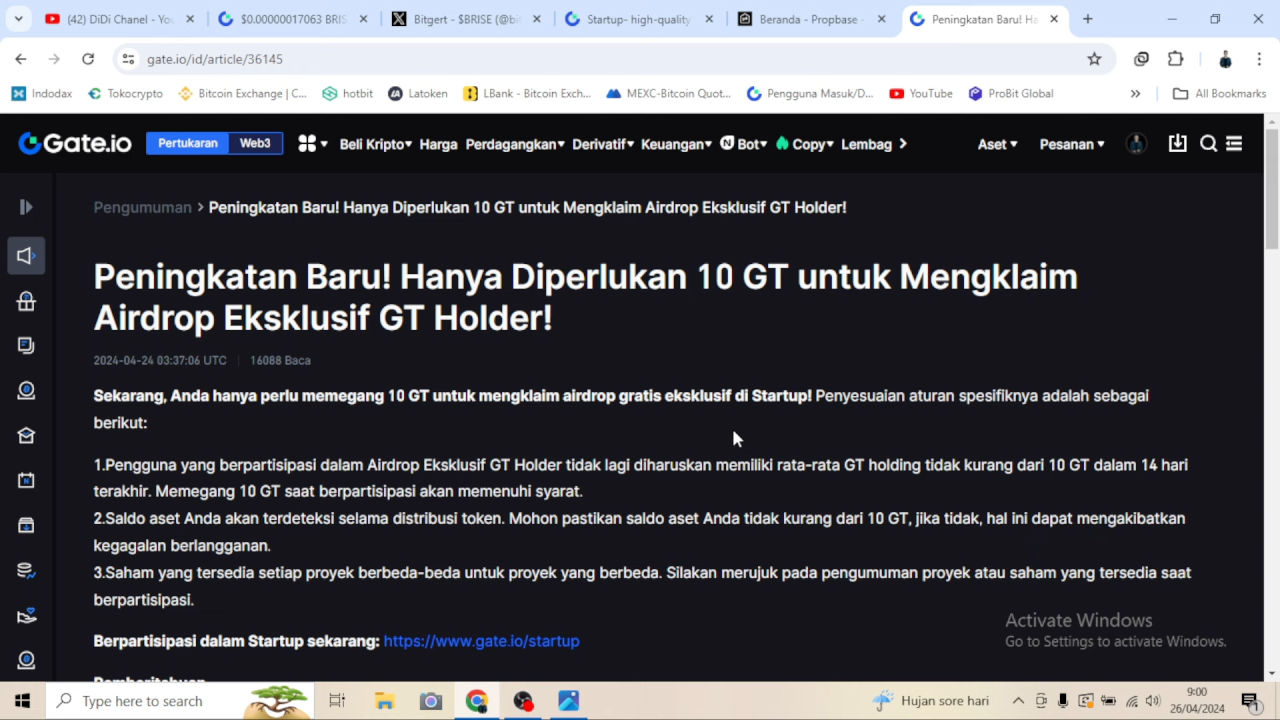 (42) DiDi Chanel - You
$0.00000017063 BRIS
Bitgert - $BRISE (@bi
Startup- high-quality
Beranda - Propbase -
Peningkatan Baru! Ha
gate.io/id/article/36145
Indodax
Tokocrypto
Bitcoin Exchange | C...
hotbit
Latoken
LBank - Bitcoin Exch...
MEXC-Bitcoin Quot...
Pengguna Masuk/D...
YouTube
ProBit Global
All Bookmarks
Gate.io
Pertukaran
Web3
Beli Kripto
Harga
Perdagangan
Derivatif
Keuangan
Bot
Copy
Lembag
Aset
Pesanan
Pengumuman > Peningkatan Baru! Hanya Diperlukan 10 GT untuk Mengklaim Airdrop Eksklusif GT Holder!
Peningkatan Baru! Hanya Diperlukan 10 GT untuk Mengklaim
Airdrop Eksklusif GT Holder!
2024-04-24 03:37:06 UTC | 16088 Baca
Sekarang, Anda hanya perlu memegang 10 GT untuk mengklaim airdrop gratis eksklusif di Startup! Penyesuaian aturan spesifiknya adalah sebagai
berikut:
1.Pengguna yang berpartisipasi dalam Airdrop Eksklusif GT Holder tidak lagi diharuskan memiliki rata-rata GT holding tidak kurang dari 10 GT dalam 14 hari
terakhir. Memegang 10 GT saat berpartisipasi akan memenuhi syarat.
2.Saldo aset Anda akan terdeteksi selama distribusi token. Mohon pastikan saldo aset Anda tidak kurang dari 10 GT, jika tidak, hal ini dapat mengakibatkan
kegagalan berlangganan.
3.Saham yang tersedia setiap proyek berbeda-beda untuk proyek yang berbeda. Silakan merujuk pada pengumuman proyek atau saham yang tersedia saat
berpartisipasi.
Berpartisipasi dalam Startup sekarang: https://www.gate.io/startup
Pemberitahuan
Activate Windows
Go to Settings to activate Windows.
Type here to search
Hujan sore hari
9:00
26/04/2024
1